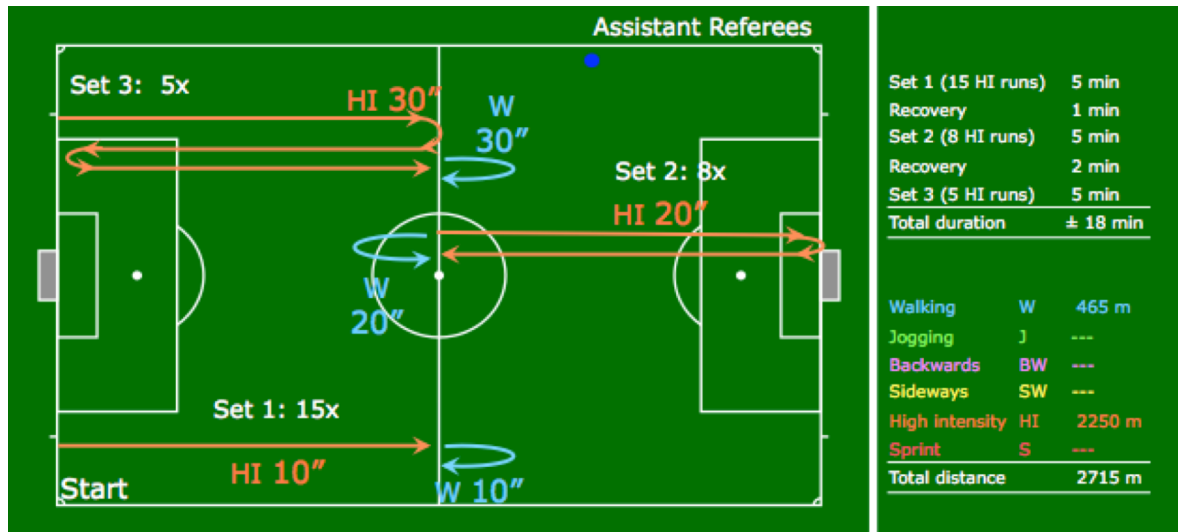 Assistant Referees
Set 3: 5x
HI 30”
W
30”
Set 2: 8x
HI 20”
W
20”
Set 1: 15x
HI 10”
W 10”
Start
Set 1 (15 HI runs) 5 min
Recovery 1 min
Set 2 (8 HI runs) 5 min
Recovery 2 min
Set 3 (5 HI runs) 5 min
Total duration ± 18 min
Walking W 465 m
Jogging J ---
Backwards BW ---
Sideways SW ---
High intensity HI 2250 m
Sprint S ---
Total distance 2715 m